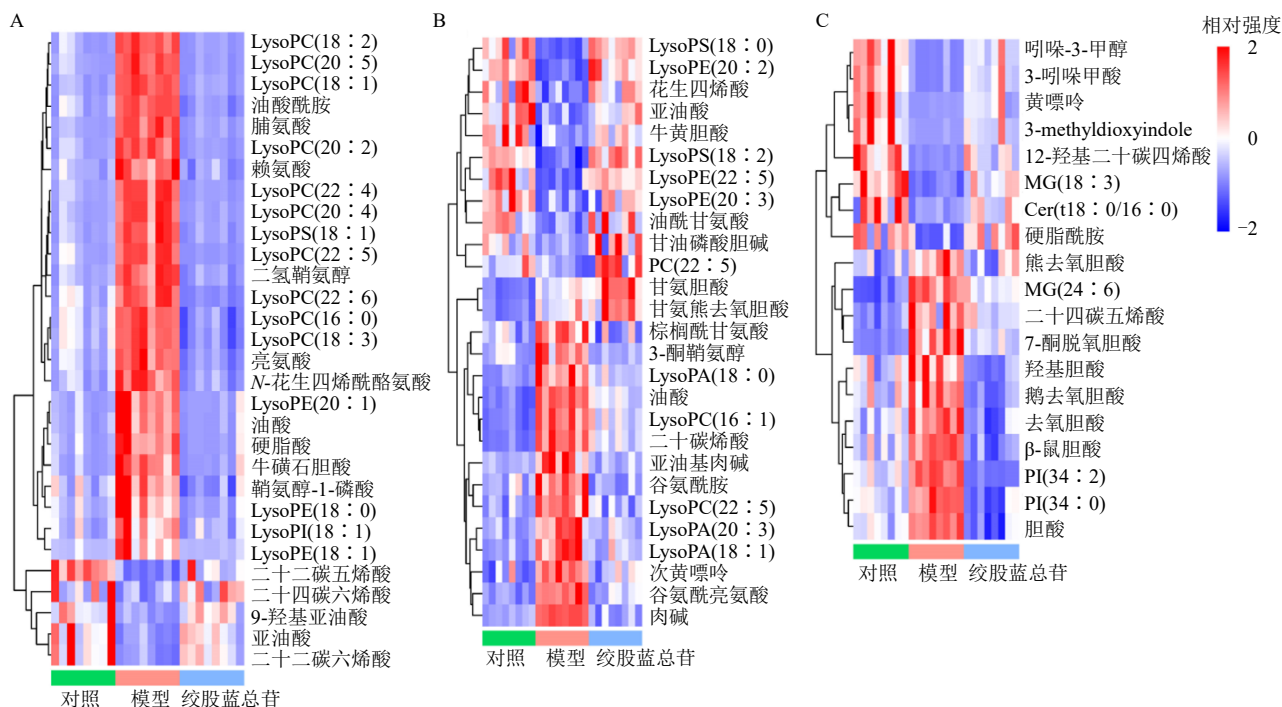 A
LysoPC(18∶2)
LysoPC(20∶5)
LysoPC(18∶1)
油酸酰胺
脯氨酸
LysoPC(20∶2)
赖氨酸
LysoPC(22∶4)
LysoPC(20∶4)
LysoPS(18∶1)
LysoPC(22∶5)
二氢鞘氨醇
LysoPC(22∶6)
LysoPC(16∶0)
LysoPC(18∶3)
亮氨酸
N-花生四烯酰酪氨酸
LysoPE(20∶1)
油酸
硬脂酸
牛磺石胆酸
鞘氨醇-1-磷酸
LysoPE(18∶0)
LysoPI(18∶1)
LysoPE(18∶1)
二十二碳五烯酸
二十四碳六烯酸
9-羟基亚油酸
亚油酸
二十二碳六烯酸
对照 模型 绞股蓝总苷
B
LysoPS(18∶0)
LysoPE(20∶2)
花生四烯酸
亚油酸
牛黄胆酸
LysoPS(18∶2)
LysoPE(22∶5)
LysoPE(20∶3)
油酰甘氨酸
甘油磷酸胆碱
PC(22∶5)
甘氨胆酸
甘氨熊去氧胆酸
棕榈酰甘氨酸
3-酮鞘氨醇
LysoPA(18∶0)
油酸
LysoPC(16∶1)
二十碳烯酸
亚油基肉碱
谷氨酰胺
LysoPC(22∶5)
LysoPA(20∶3)
LysoPA(18∶1)
次黄嘌呤
谷氨酰亮氨酸
肉碱
对照 模型 绞股蓝总苷
C
吲哚-3-甲醇
3-吲哚甲酸
黄嘌呤
3-methyldioxyindole
12-羟基二十碳四烯酸
MG(18∶3)
Cer(t18∶0/16∶0)
硬脂酰胺
熊去氧胆酸
MG(24∶6)
二十四碳五烯酸
7-酮脱氧胆酸
羟基胆酸
鹅去氧胆酸
去氧胆酸
β-鼠胆酸
PI(34∶2)
PI(34∶0)
胆酸
对照 模型 绞股蓝总苷
相对强度
2
0
−2